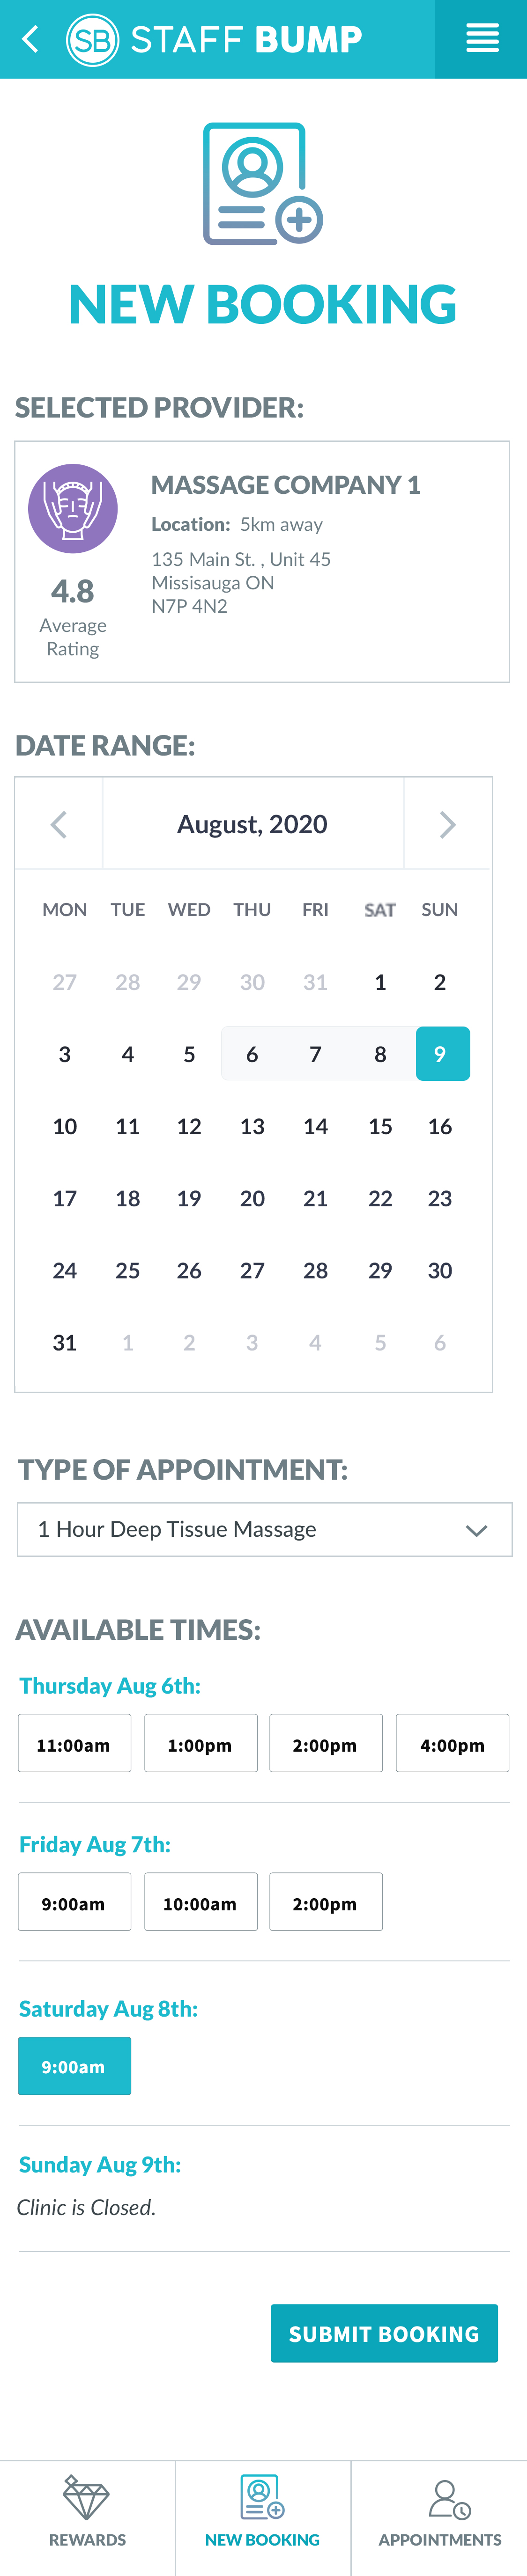 SB STAFF BUMP
NEW BOOKING
SELECTED PROVIDER:
MASSAGE COMPANY 1
Location: 5km away
135 Main St. , Unit 45
Missisauga ON
N7P 4N2
4.8
Average
Rating
DATE RANGE:
August, 2020
MON TUE WED THU FRI SAT SUN
27 28 29 30 31 1 2
3 4 5 6 7 8 9
10 11 12 13 14 15 16
17 18 19 20 21 22 23
24 25 26 27 28 29 30
31 1 2 3 4 5 6
TYPE OF APPOINTMENT:
1 Hour Deep Tissue Massage
AVAILABLE TIMES:
Thursday Aug 6th:
11:00am 1:00pm 2:00pm 4:00pm
Friday Aug 7th:
9:00am 10:00am 2:00pm
Saturday Aug 8th:
9:00am
Sunday Aug 9th:
Clinic is Closed.
SUBMIT BOOKING
REWARDS NEW BOOKING APPOINTMENTS